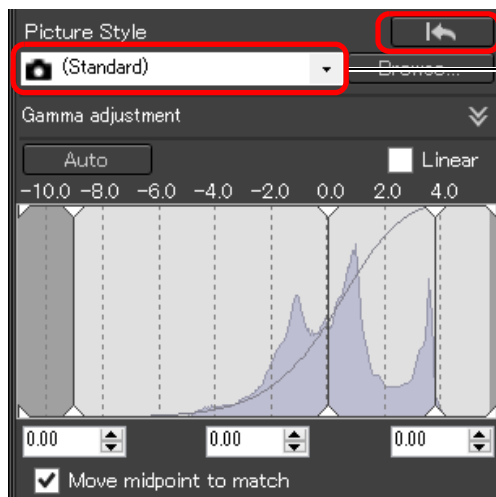 Picture Style
(Standard)
Browse...
Gamma adjustment
Auto
Linear
-10.0 -8.0 -6.0 -4.0 -2.0 0.0 2.0 4.0
0.00 0.00 0.00
Move midpoint to match